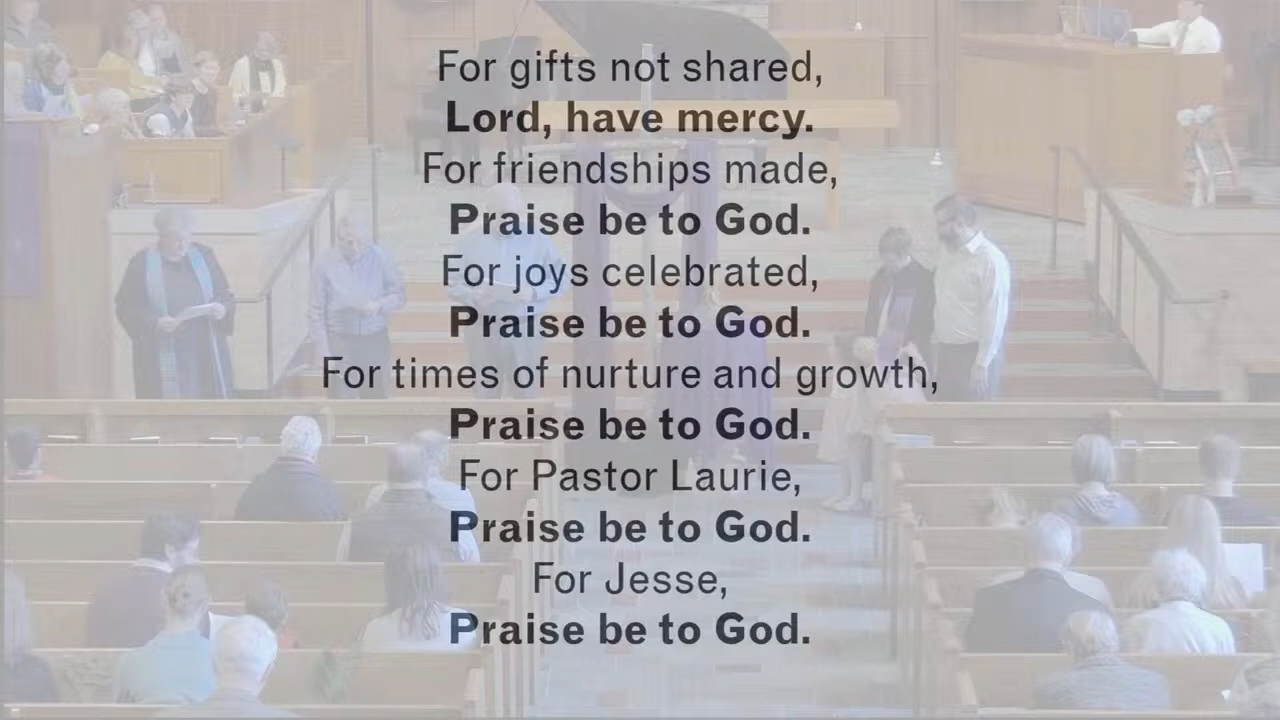 For gifts not shared,
Lord, have mercy.
For friendships made,
Praise be to God.
For joys celebrated,
Praise be to God.
For times of nurture and growth,
Praise be to God.
For Pastor Laurie,
Praise be to God.
For Jesse,
Praise be to God.